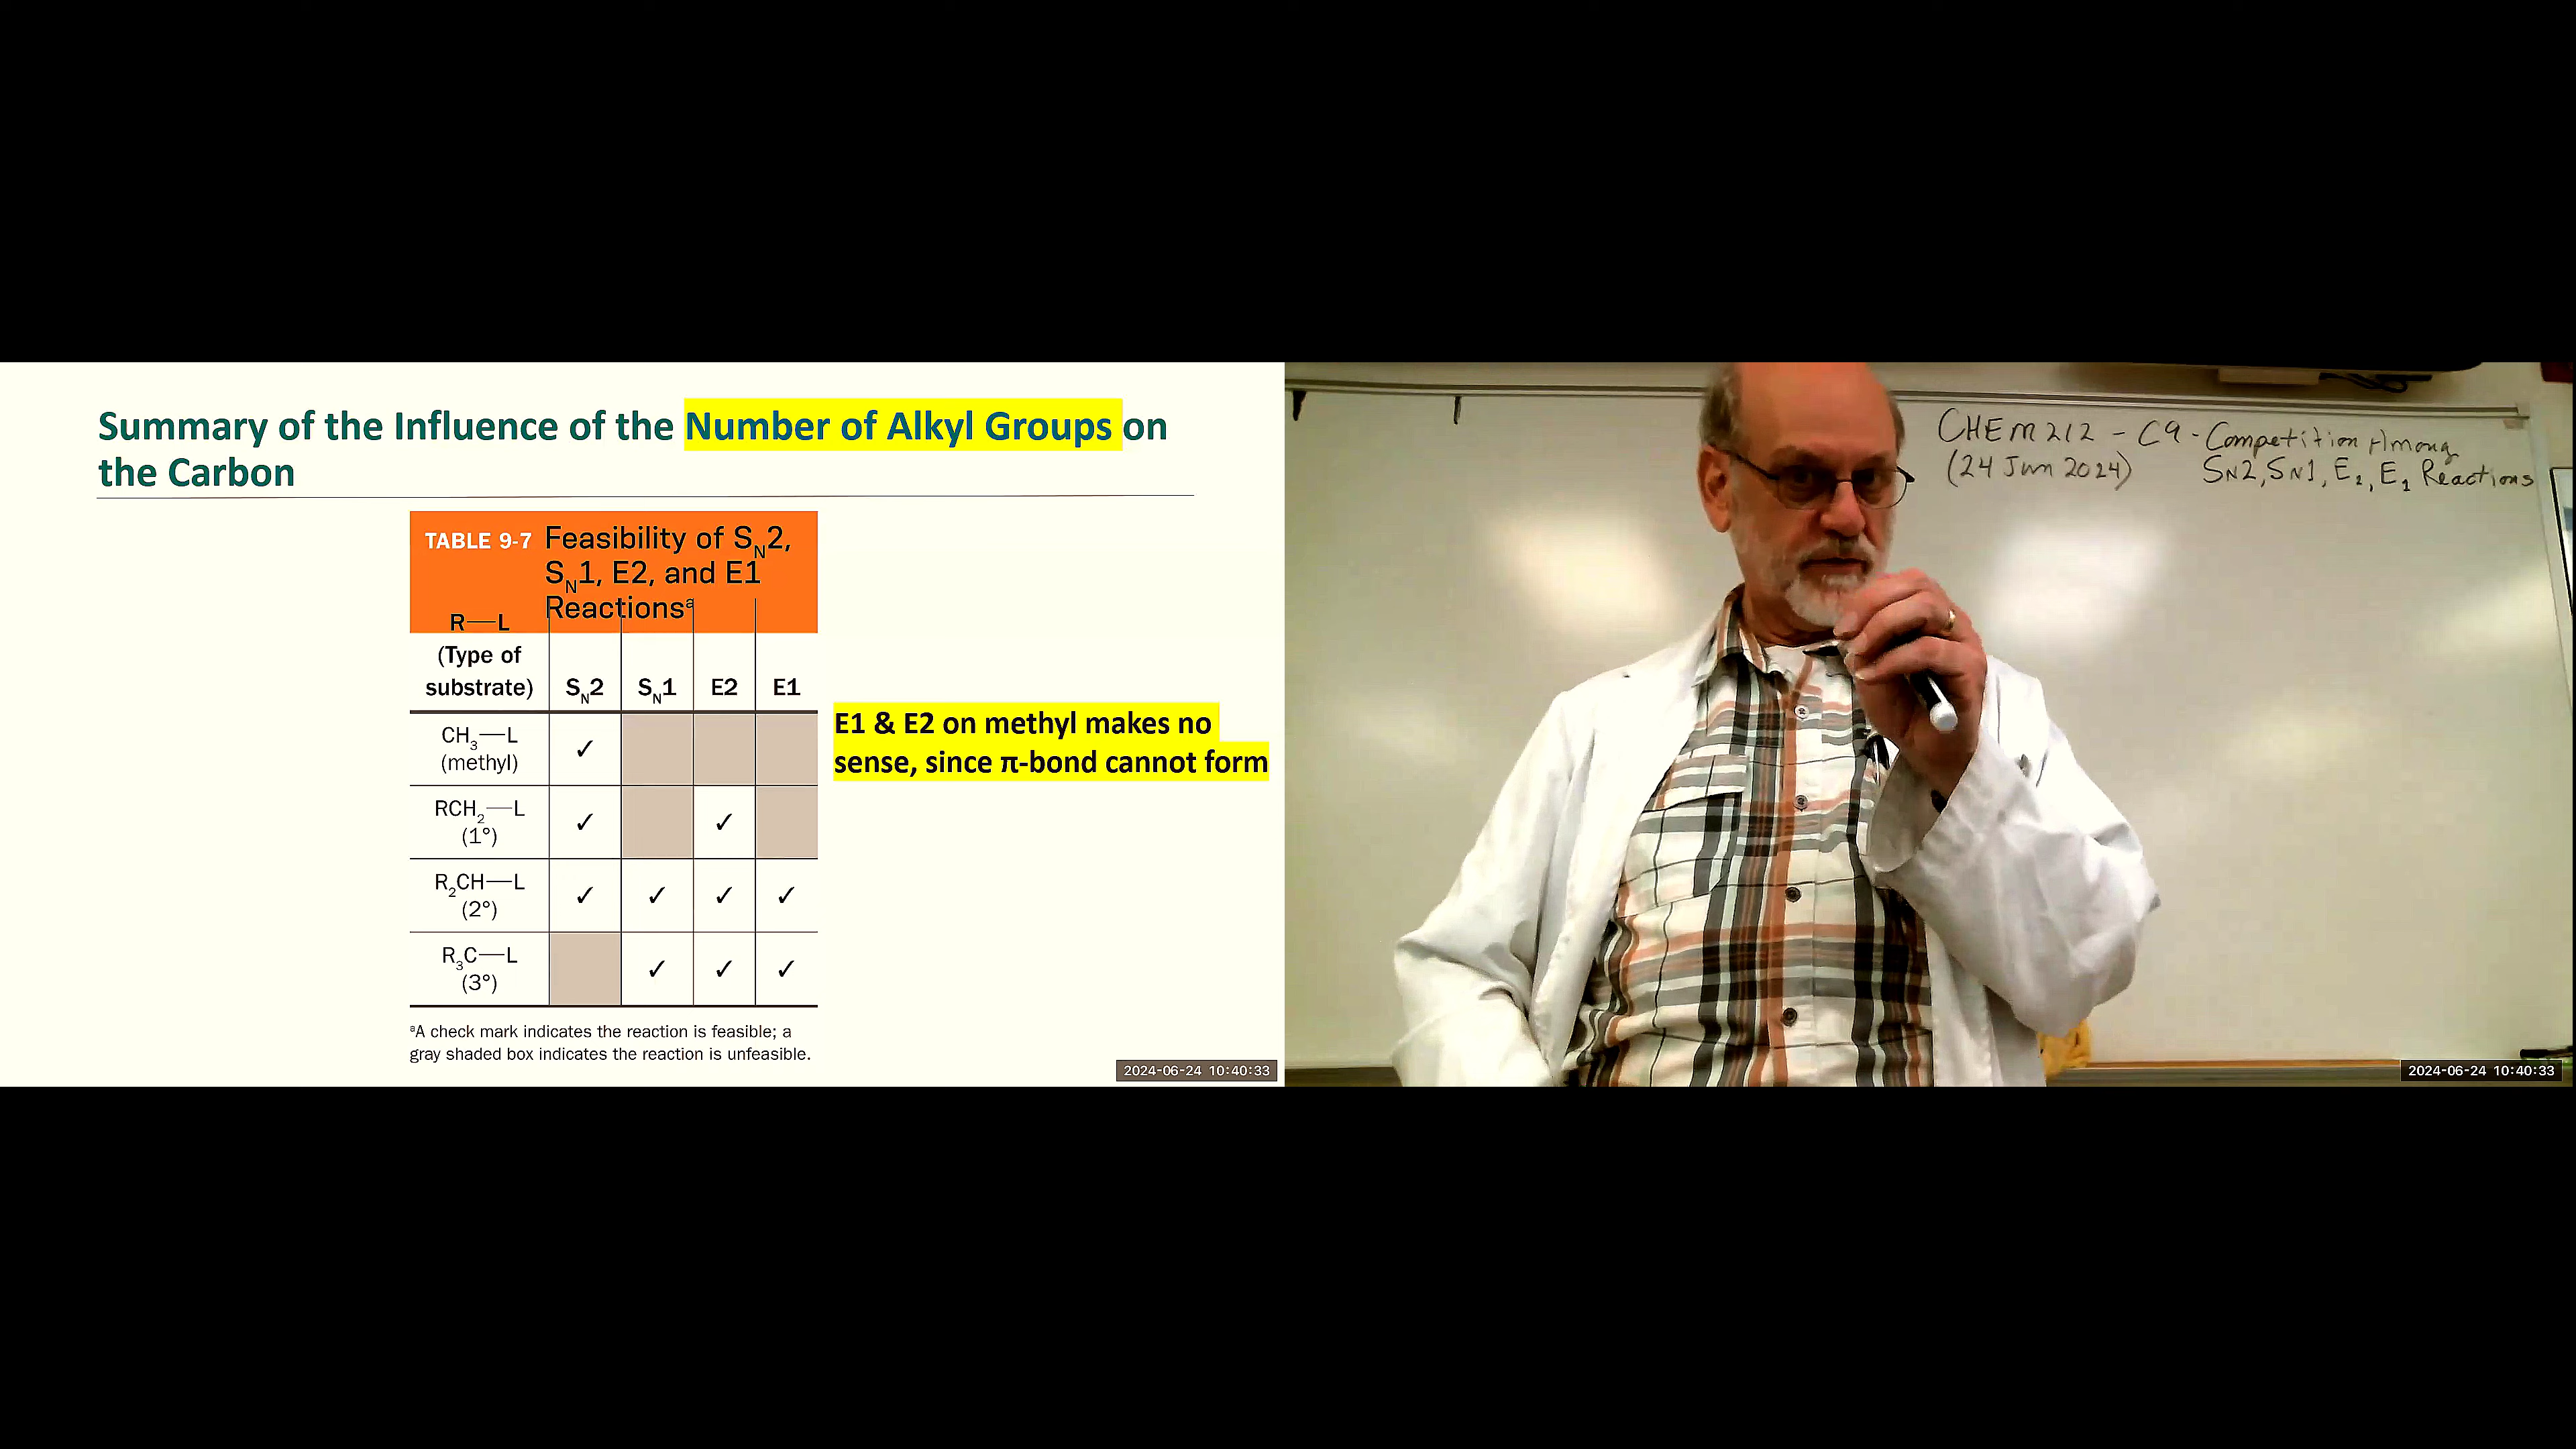 Summary of the Influence of the Number of Alkyl Groups on
the Carbon
TABLE 9-7 Feasibility of SN2,
SN1, E2, and E1
Reactionsᵃ
R—L
(Type of
substrate) SN2 SN1 E2 E1
CH3—L
(methyl) ✓
RCH2—L
(1°) ✓ ✓
R2CH—L
(2°) ✓ ✓ ✓ ✓
R3C—L
(3°) ✓ ✓ ✓
ᵃA check mark indicates the reaction is feasible; a
gray shaded box indicates the reaction is unfeasible.
E1 & E2 on methyl makes no
sense, since π-bond cannot form
2024-06-24 10:40:33
CHEM 212 - C9 - Competition Among
(24 Jun 2024) SN2, SN1, E2, E1 Reactions
2024-06-24 10:40:33